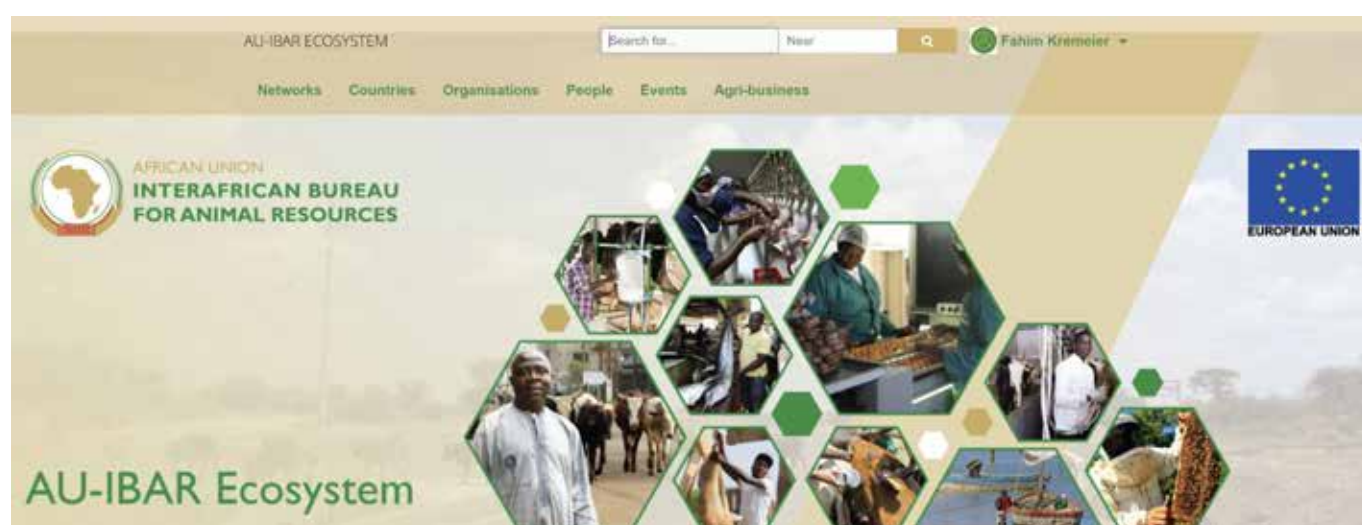 AU-IBAR ECOSYSTEM
Search for...
Near
Fahim Kremeier
Networks Countries Organisations People Events Agri-business
AFRICAN UNION
INTERAFRICAN BUREAU
FOR ANIMAL RESOURCES
EUROPEAN UNION
AU-IBAR Ecosystem